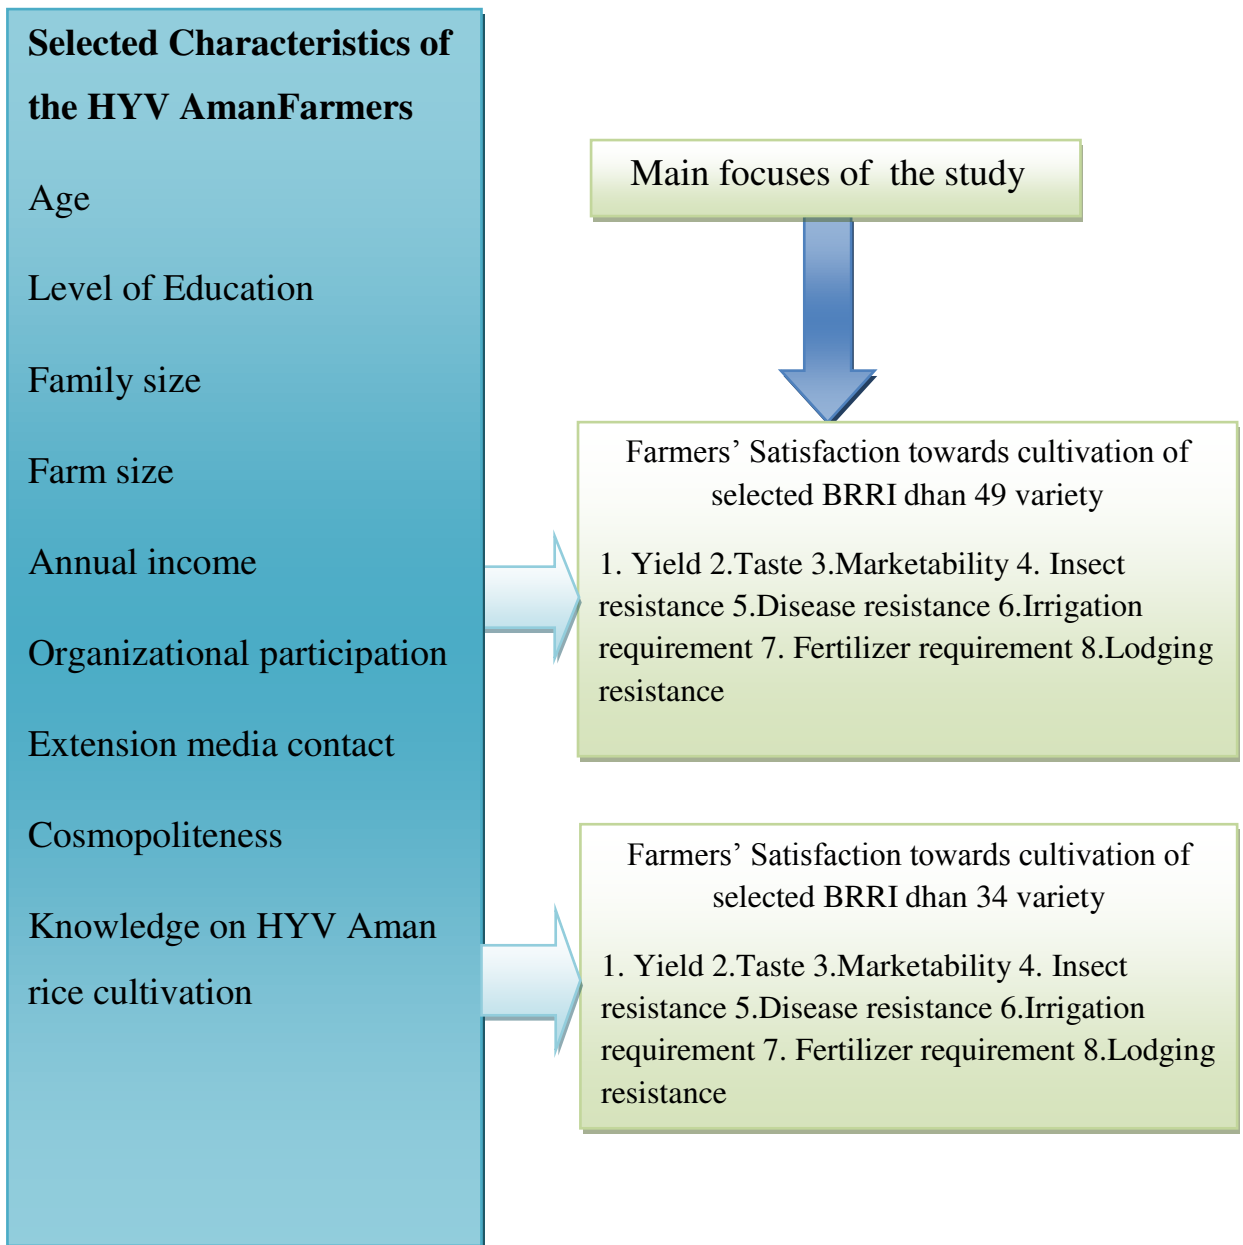 Selected Characteristics of
the HYV AmanFarmers
Age
Level of Education
Family size
Farm size
Annual income
Organizational participation
Extension media contact
Cosmopoliteness
Knowledge on HYV Aman
rice cultivation
Main focuses of the study
Farmers’ Satisfaction towards cultivation of
selected BRRI dhan 49 variety
1. Yield 2.Taste 3.Marketability 4. Insect
resistance 5.Disease resistance 6.Irrigation
requirement 7. Fertilizer requirement 8.Lodging
resistance
Farmers’ Satisfaction towards cultivation of
selected BRRI dhan 34 variety
1. Yield 2.Taste 3.Marketability 4. Insect
resistance 5.Disease resistance 6.Irrigation
requirement 7. Fertilizer requirement 8.Lodging
resistance